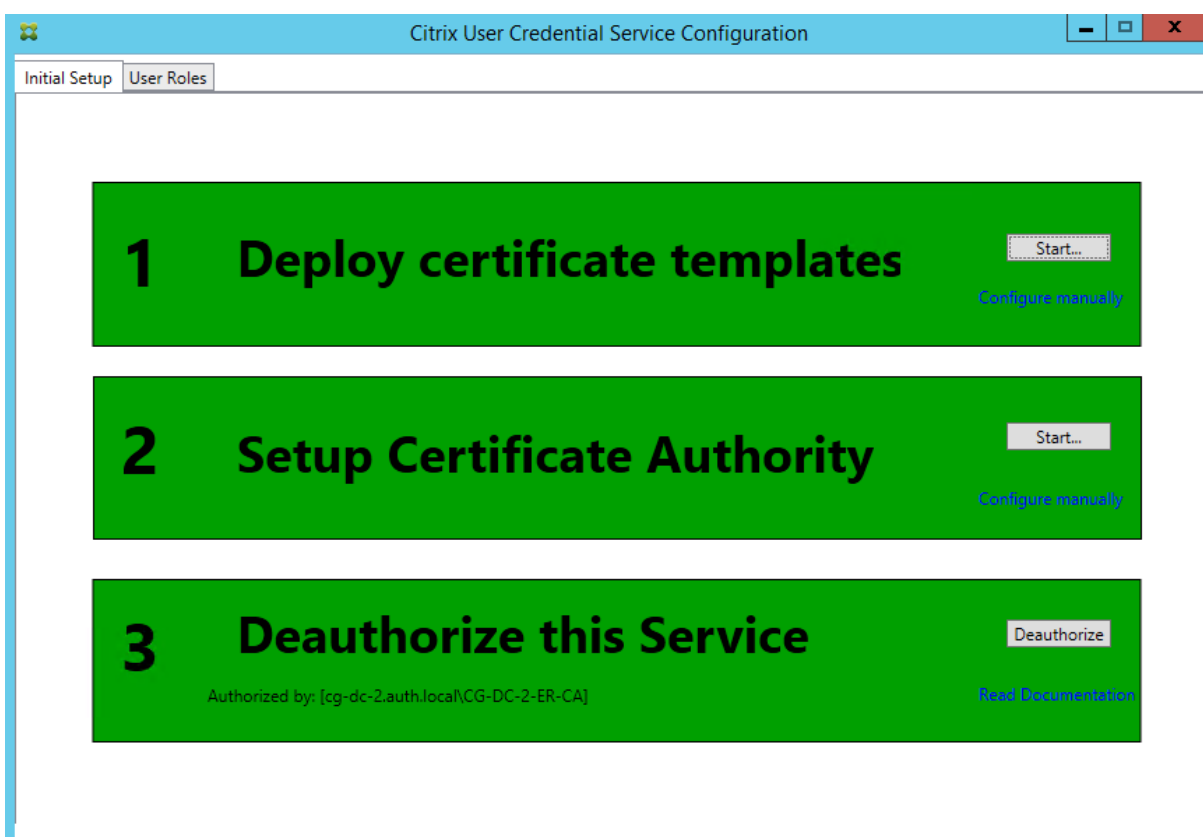 Citrix User Credential Service Configuration
Initial Setup User Roles
1 Deploy certificate templates Start...
Configure manually
2 Setup Certificate Authority Start...
Configure manually
3 Deauthorize this Service Deauthorize
Authorized by: [cg-dc-2.auth.local\CG-DC-2-ER-CA] Read Documentation